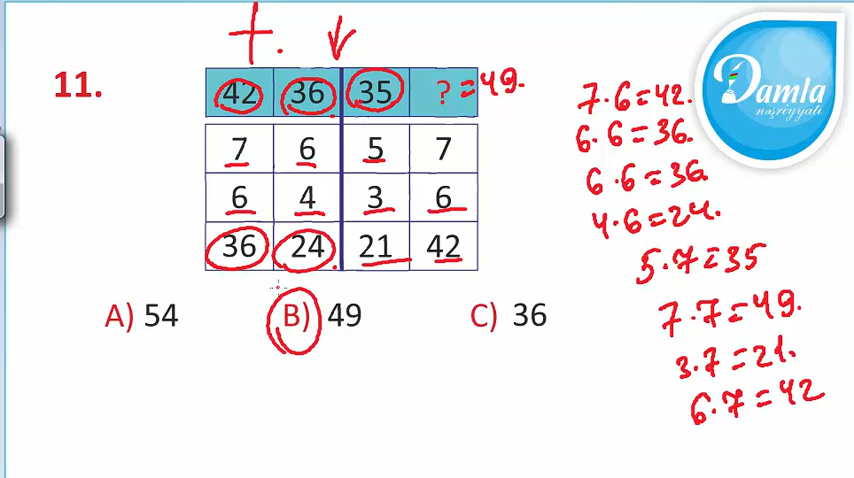 +.
11.
42 36 35 ? = 49.
7 6 5 7
6 4 3 6
36 24 21 42
A) 54 B) 49 C) 36
Damla
nəşriyyatı
7·6=42.
6·6=36.
6·6=36.
4·6=24.
5·7=35
7·7=49.
3·7=21.
6·7=42